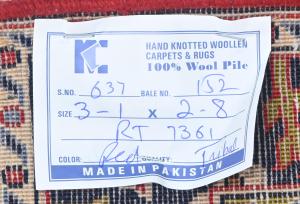 KC
HAND KNOTTED WOOLLEN
CARPETS & RUGS
100% Wool Pile
S.NO. 637 BALE NO. 152
SIZE 3-1 x 2-8
RT 7361
COLOR: Red QUALITY:
MADE IN PAKISTAN